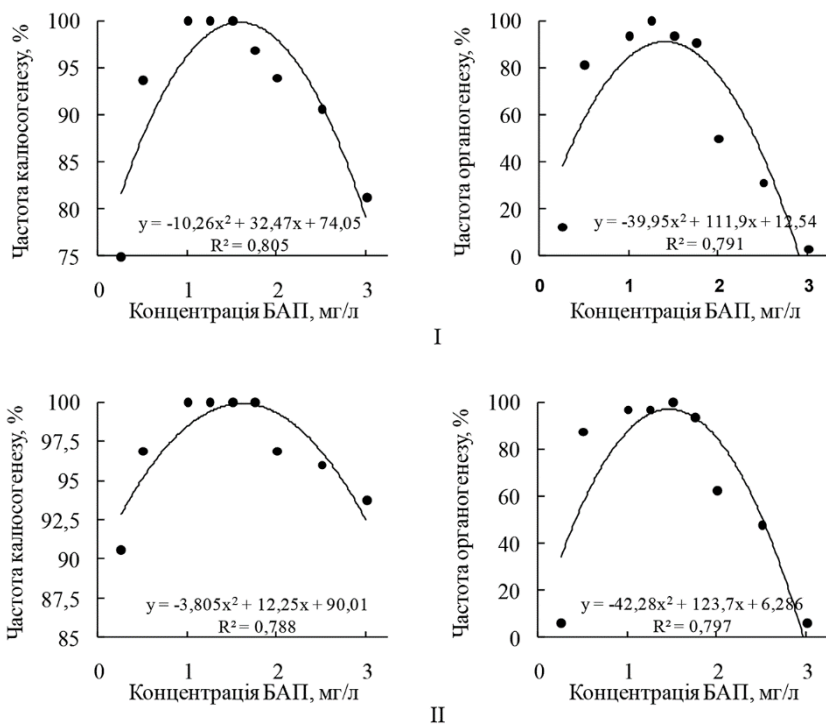 Частота калюсогенезу, %
100
95
90
85
80
75
y = -10,26x² + 32,47x + 74,05
R² = 0,805
0 1 2 3
Концентрація БАП, мг/л
Частота органогенезу, %
100
80
60
40
20
0
y = -39,95x² + 111,9x + 12,54
R² = 0,791
0 1 2 3
Концентрація БАП, мг/л
I
Частота калюсогенезу, %
100
97,5
95
92,5
90
87,5
85
y = -3,805x² + 12,25x + 90,01
R² = 0,788
0 1 2 3
Концентрація БАП, мг/л
Частота органогенезу, %
100
80
60
40
20
0
y = -42,28x² + 123,7x + 6,286
R² = 0,797
0 1 2 3
Концентрація БАП, мг/л
II